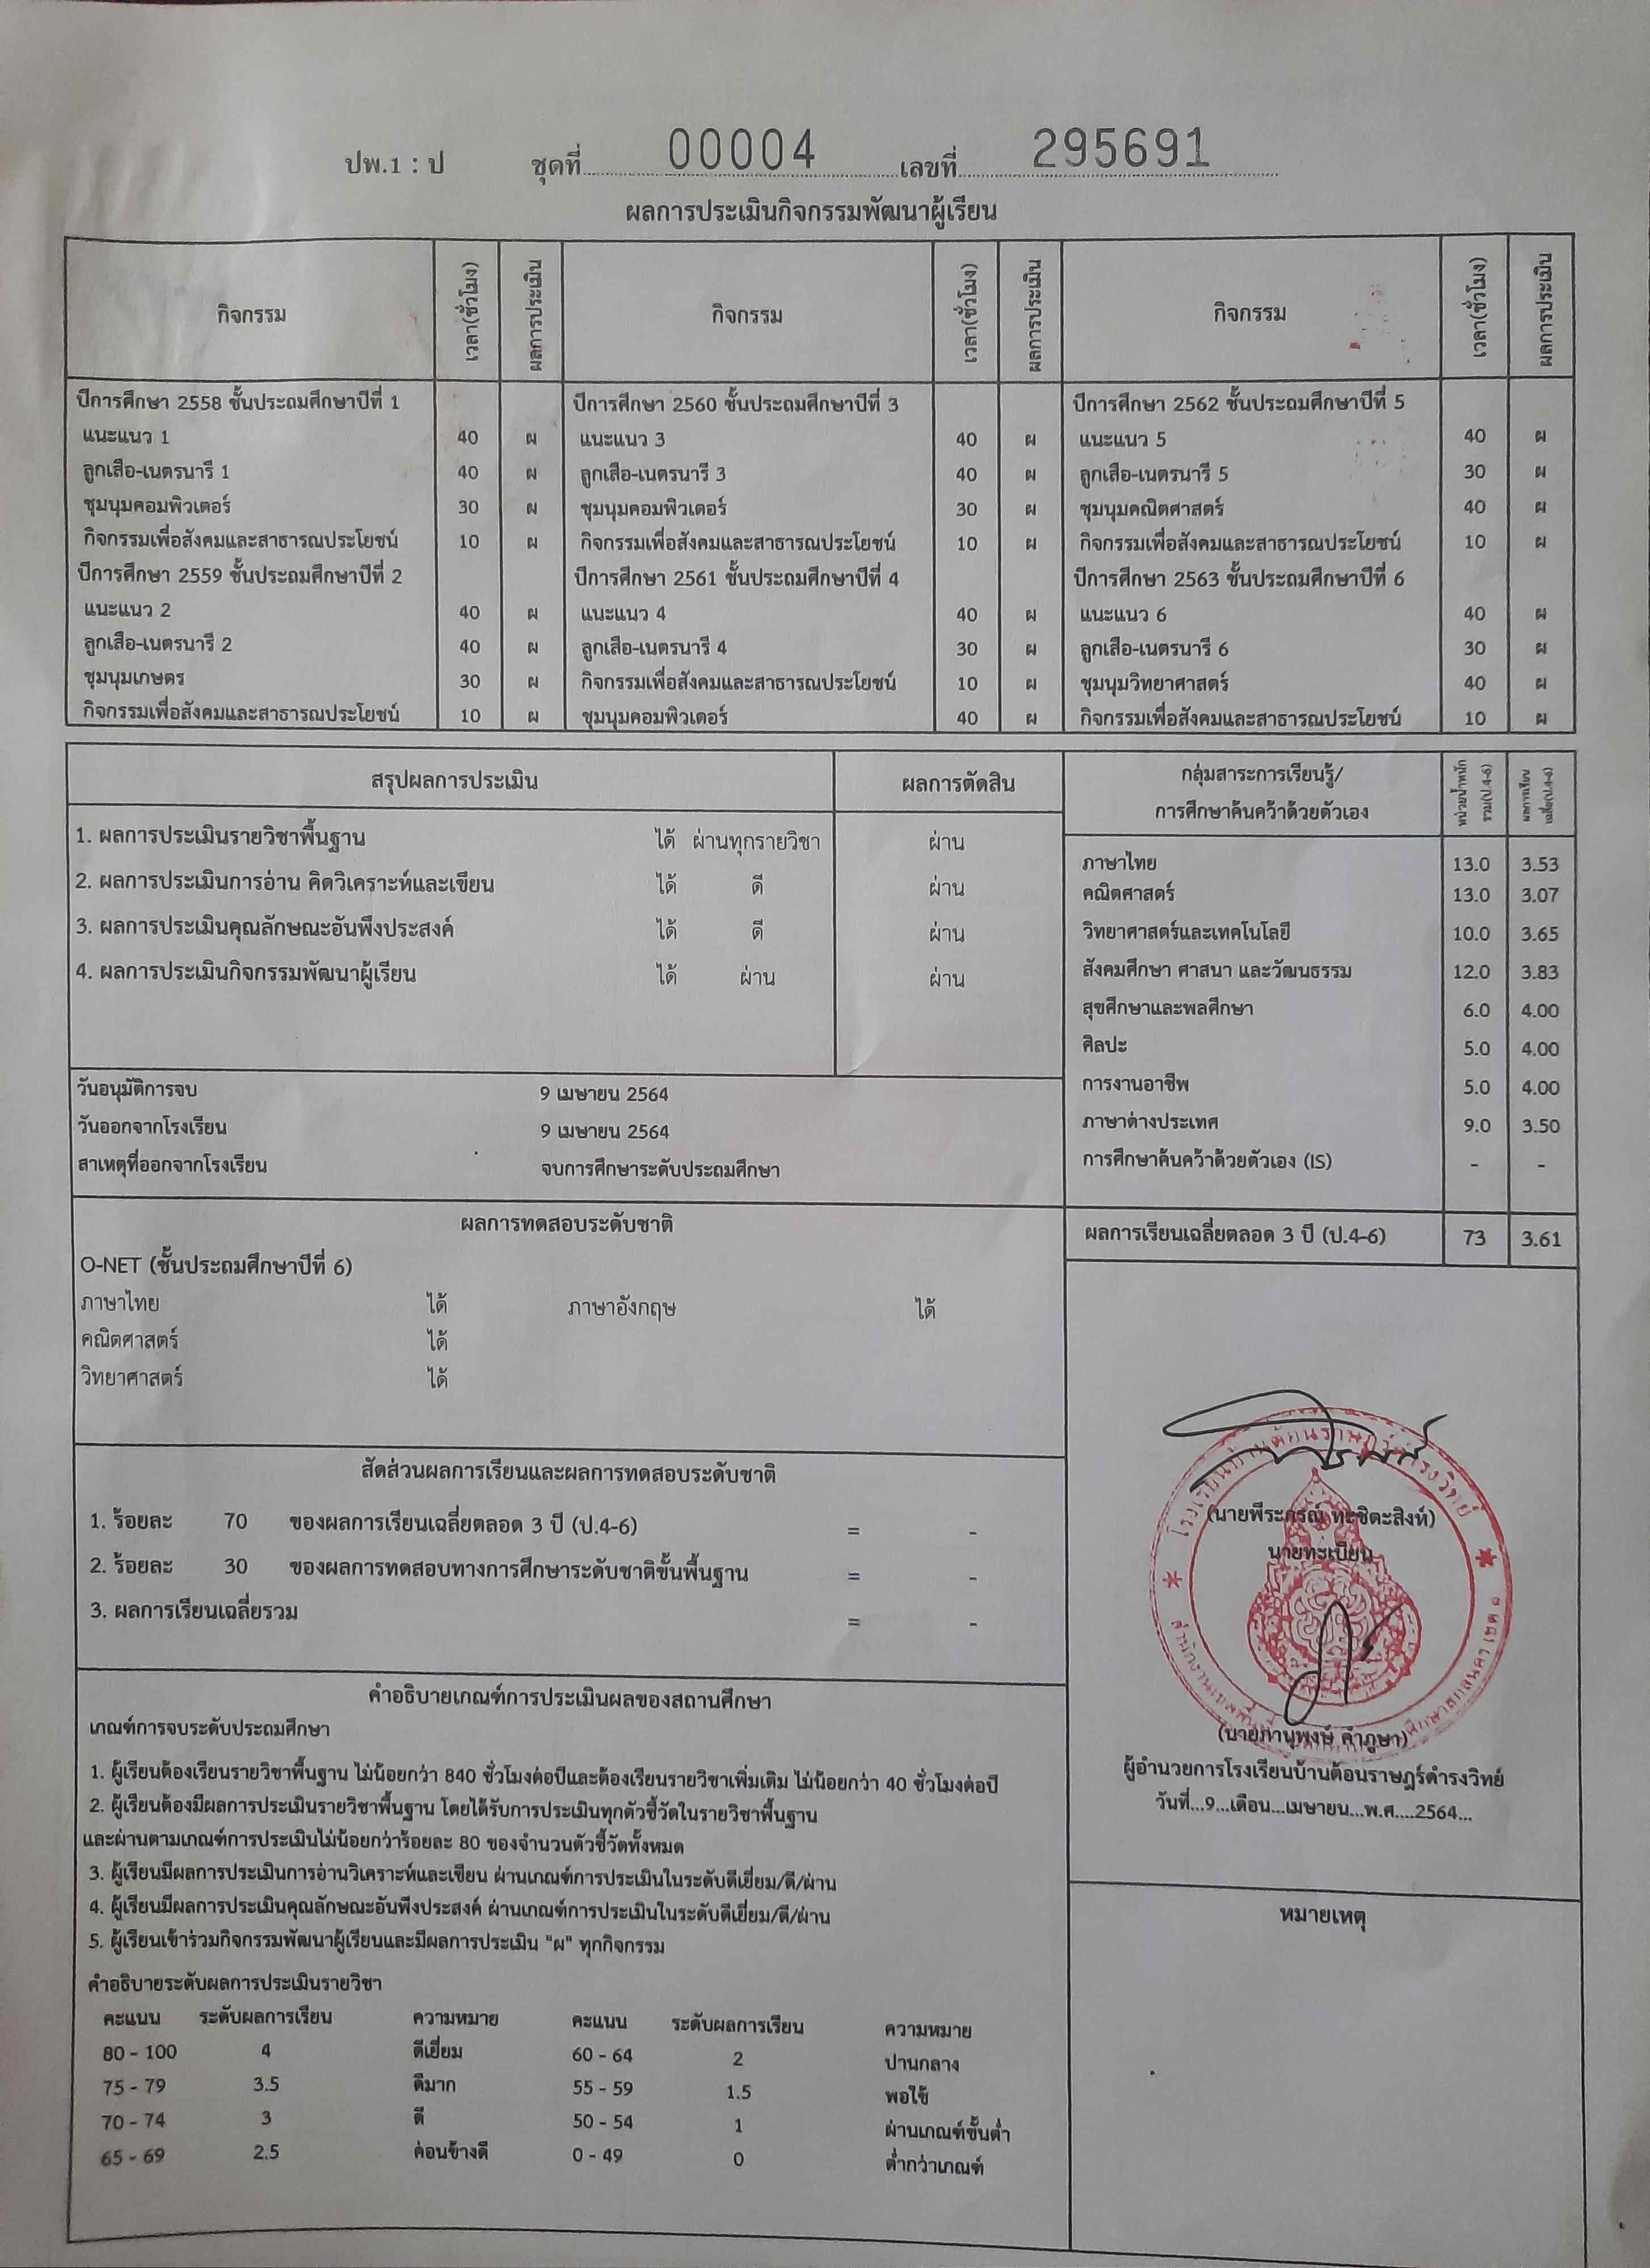 ปพ.1 : ป ชุดที่ 00004 เลขที่ 295691
ผลการประเมินกิจกรรมพัฒนาผู้เรียน
กิจกรรม เวลา(ชั่วโมง) ผลการประเมิน กิจกรรม เวลา(ชั่วโมง) ผลการประเมิน กิจกรรม เวลา(ชั่วโมง) ผลการประเมิน
ปีการศึกษา 2558 ชั้นประถมศึกษาปีที่ 1 ปีการศึกษา 2560 ชั้นประถมศึกษาปีที่ 3 ปีการศึกษา 2562 ชั้นประถมศึกษาปีที่ 5
แนะแนว 1 40 ผ แนะแนว 3 40 ผ แนะแนว 5 40 ผ
ลูกเสือ-เนตรนารี 1 40 ผ ลูกเสือ-เนตรนารี 3 40 ผ ลูกเสือ-เนตรนารี 5 30 ผ
ชุมนุมคอมพิวเตอร์ 30 ผ ชุมนุมคอมพิวเตอร์ 30 ผ ชุมนุมคณิตศาสตร์ 40 ผ
กิจกรรมเพื่อสังคมและสาธารณประโยชน์ 10 ผ กิจกรรมเพื่อสังคมและสาธารณประโยชน์ 10 ผ กิจกรรมเพื่อสังคมและสาธารณประโยชน์ 10 ผ
ปีการศึกษา 2559 ชั้นประถมศึกษาปีที่ 2 ปีการศึกษา 2561 ชั้นประถมศึกษาปีที่ 4 ปีการศึกษา 2563 ชั้นประถมศึกษาปีที่ 6
แนะแนว 2 40 ผ แนะแนว 4 40 ผ แนะแนว 6 40 ผ
ลูกเสือ-เนตรนารี 2 40 ผ ลูกเสือ-เนตรนารี 4 30 ผ ลูกเสือ-เนตรนารี 6 30 ผ
ชุมนุมเกษตร 30 ผ กิจกรรมเพื่อสังคมและสาธารณประโยชน์ 10 ผ ชุมนุมวิทยาศาสตร์ 40 ผ
กิจกรรมเพื่อสังคมและสาธารณประโยชน์ 10 ผ ชุมนุมคอมพิวเตอร์ 40 ผ กิจกรรมเพื่อสังคมและสาธารณประโยชน์ 10 ผ
สรุปผลการประเมิน ผลการตัดสิน
1. ผลการประเมินรายวิชาพื้นฐาน ได้ ผ่านทุกรายวิชา ผ่าน
2. ผลการประเมินการอ่าน คิดวิเคราะห์และเขียน ได้ ดี ผ่าน
3. ผลการประเมินคุณลักษณะอันพึงประสงค์ ได้ ดี ผ่าน
4. ผลการประเมินกิจกรรมพัฒนาผู้เรียน ได้ ผ่าน ผ่าน
วันอนุมัติการจบ 9 เมษายน 2564
วันออกจากโรงเรียน 9 เมษายน 2564
สาเหตุที่ออกจากโรงเรียน จบการศึกษาระดับประถมศึกษา
ผลการทดสอบระดับชาติ
O-NET (ชั้นประถมศึกษาปีที่ 6)
ภาษาไทย ได้ ภาษาอังกฤษ ได้
คณิตศาสตร์ ได้
วิทยาศาสตร์ ได้
สัดส่วนผลการเรียนและผลการทดสอบระดับชาติ
1. ร้อยละ 70 ของผลการเรียนเฉลี่ยตลอด 3 ปี (ป.4-6) = -
2. ร้อยละ 30 ของผลการทดสอบทางการศึกษาระดับชาติขั้นพื้นฐาน = -
3. ผลการเรียนเฉลี่ยรวม = -
คำอธิบายเกณฑ์การประเมินผลของสถานศึกษา
เกณฑ์การจบระดับประถมศึกษา
1. ผู้เรียนต้องเรียนรายวิชาพื้นฐาน ไม่น้อยกว่า 840 ชั่วโมงต่อปีและต้องเรียนรายวิชาเพิ่มเติม ไม่น้อยกว่า 40 ชั่วโมงต่อปี
2. ผู้เรียนต้องมีผลการประเมินรายวิชาพื้นฐาน โดยได้รับการประเมินทุกตัวชี้วัดในรายวิชาพื้นฐาน
และผ่านตามเกณฑ์การประเมินไม่น้อยกว่าร้อยละ 80 ของจำนวนตัวชี้วัดทั้งหมด
3. ผู้เรียนมีผลการประเมินการอ่านวิเคราะห์และเขียน ผ่านเกณฑ์การประเมินในระดับดีเยี่ยม/ดี/ผ่าน
4. ผู้เรียนมีผลการประเมินคุณลักษณะอันพึงประสงค์ ผ่านเกณฑ์การประเมินในระดับดีเยี่ยม/ดี/ผ่าน
5. ผู้เรียนเข้าร่วมกิจกรรมพัฒนาผู้เรียนและมีผลการประเมิน "ผ" ทุกกิจกรรม
คำอธิบายระดับผลการประเมินรายวิชา
คะแนน ระดับผลการเรียน ความหมาย คะแนน ระดับผลการเรียน ความหมาย
80 - 100 4 ดีเยี่ยม 60 - 64 2 ปานกลาง
75 - 79 3.5 ดีมาก 55 - 59 1.5 พอใช้
70 - 74 3 ดี 50 - 54 1 ผ่านเกณฑ์ขั้นต่ำ
65 - 69 2.5 ค่อนข้างดี 0 - 49 0 ต่ำกว่าเกณฑ์
กลุ่มสาระการเรียนรู้/
การศึกษาค้นคว้าด้วยตัวเอง
หน่วยน้ำหนัก
รวม(ป.4-6)
ผลการเรียน
เฉลี่ย(ป.4-6)
ภาษาไทย 13.0 3.53
คณิตศาสตร์ 13.0 3.07
วิทยาศาสตร์และเทคโนโลยี 10.0 3.65
สังคมศึกษา ศาสนา และวัฒนธรรม 12.0 3.83
สุขศึกษาและพลศึกษา 6.0 4.00
ศิลปะ 5.0 4.00
การงานอาชีพ 5.0 4.00
ภาษาต่างประเทศ 9.0 3.50
การศึกษาค้นคว้าด้วยตัวเอง (IS) - -
ผลการเรียนเฉลี่ยตลอด 3 ปี (ป.4-6) 73 3.61
(นายพีระกรณ์ ทะชิตะสิงห์)
นายทะเบียน
(นายภานุพงษ์ คำภูษา)
ผู้อำนวยการโรงเรียนบ้านต้อนราษฎร์ดำรงวิทย์
วันที่...9...เดือน...เมษายน...พ.ศ....2564...
หมายเหตุ